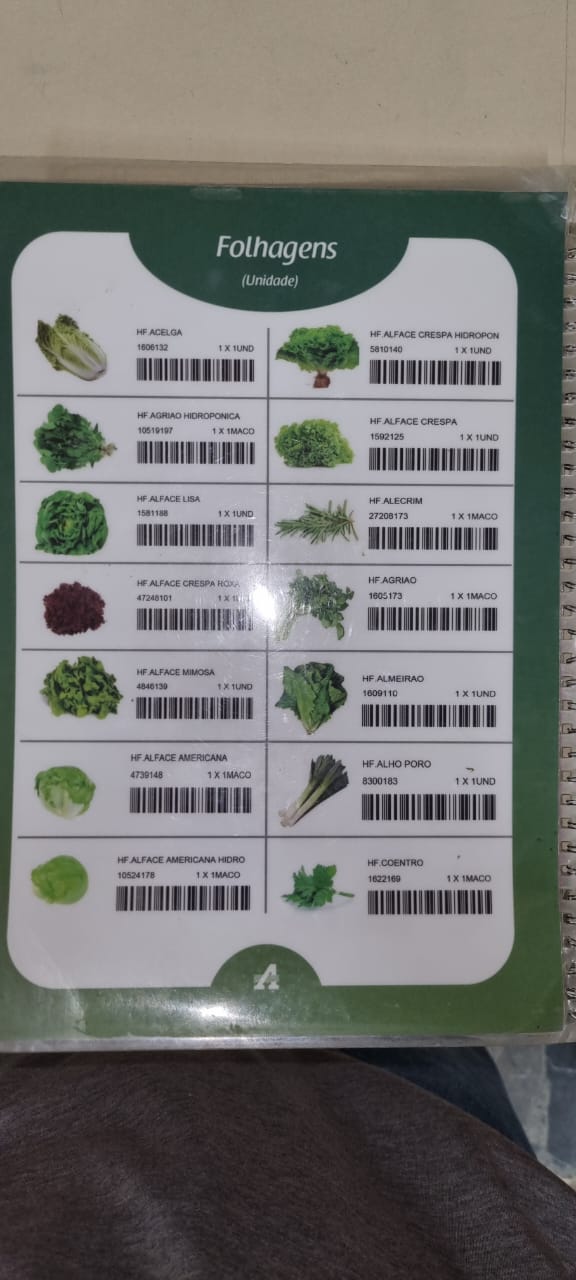 Folhagens
(Unidade)
HF.ACELGA
1606132 1 X 1UND
HF.AGRIAO HIDROPONICA
10519197 1 X 1MACO
HF.ALFACE LISA
1581188 1 X 1UND
HF.ALFACE CRESPA ROXA
47248101 1 X
HF.ALFACE MIMOSA
4846139 1 X 1UND
HF.ALFACE AMERICANA
4739148 1 X 1MACO
HF.ALFACE AMERICANA HIDRO
10524178 1 X 1MACO
HF.ALFACE CRESPA HIDROPON
5810140 1 X 1UND
HF.ALFACE CRESPA
1592125 1 X 1UND
HF.ALECRIM
27208173 1 X 1MACO
HF.AGRIAO
1605173 1 X 1MACO
HF.ALMEIRAO
1609110 1 X 1UND
HF.ALHO PORO
8300183 1 X 1UND
HF.COENTRO
1622169 1 X 1MACO